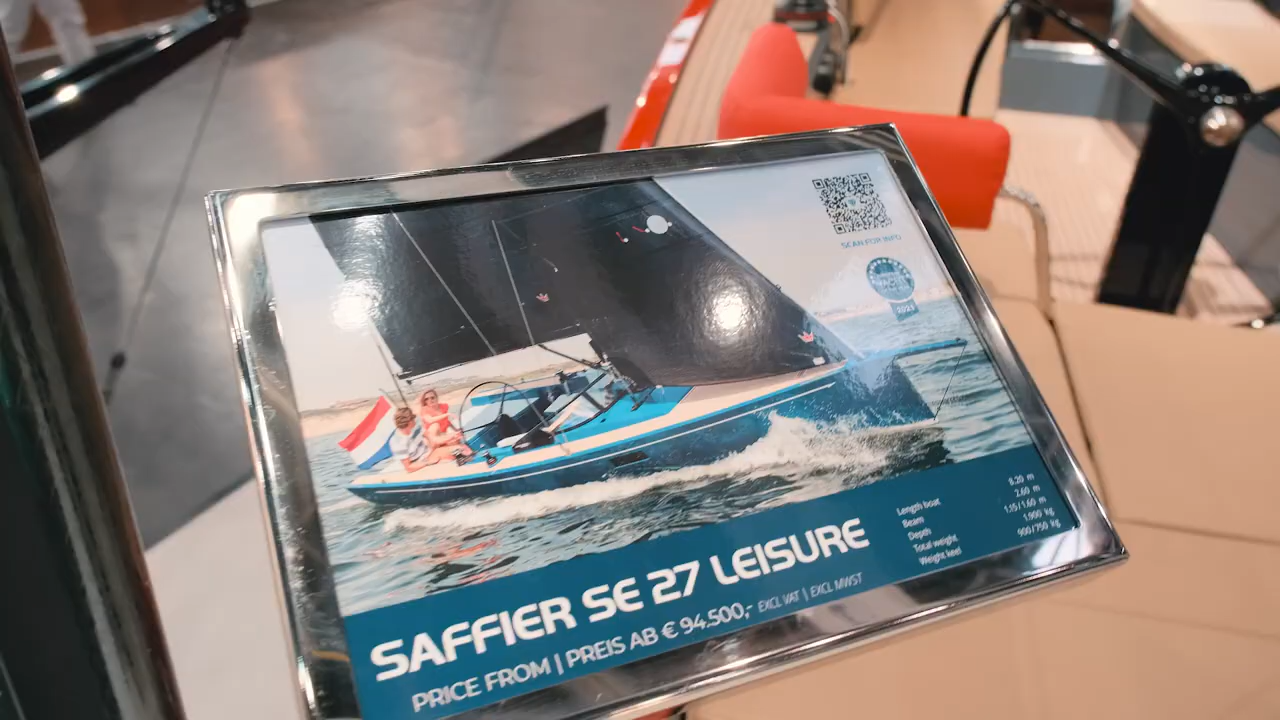 SCAN FOR INFO
2023
Length boat 8.20 m
Beam 2.60 m
Depth 1.15/1.60 m
Total weight 1.900 kg
Weight keel 900/750 kg
SAFFIER SE 27 LEISURE
PRICE FROM | PREIS AB € 94.500,- EXCL VAT | EXCL MWST